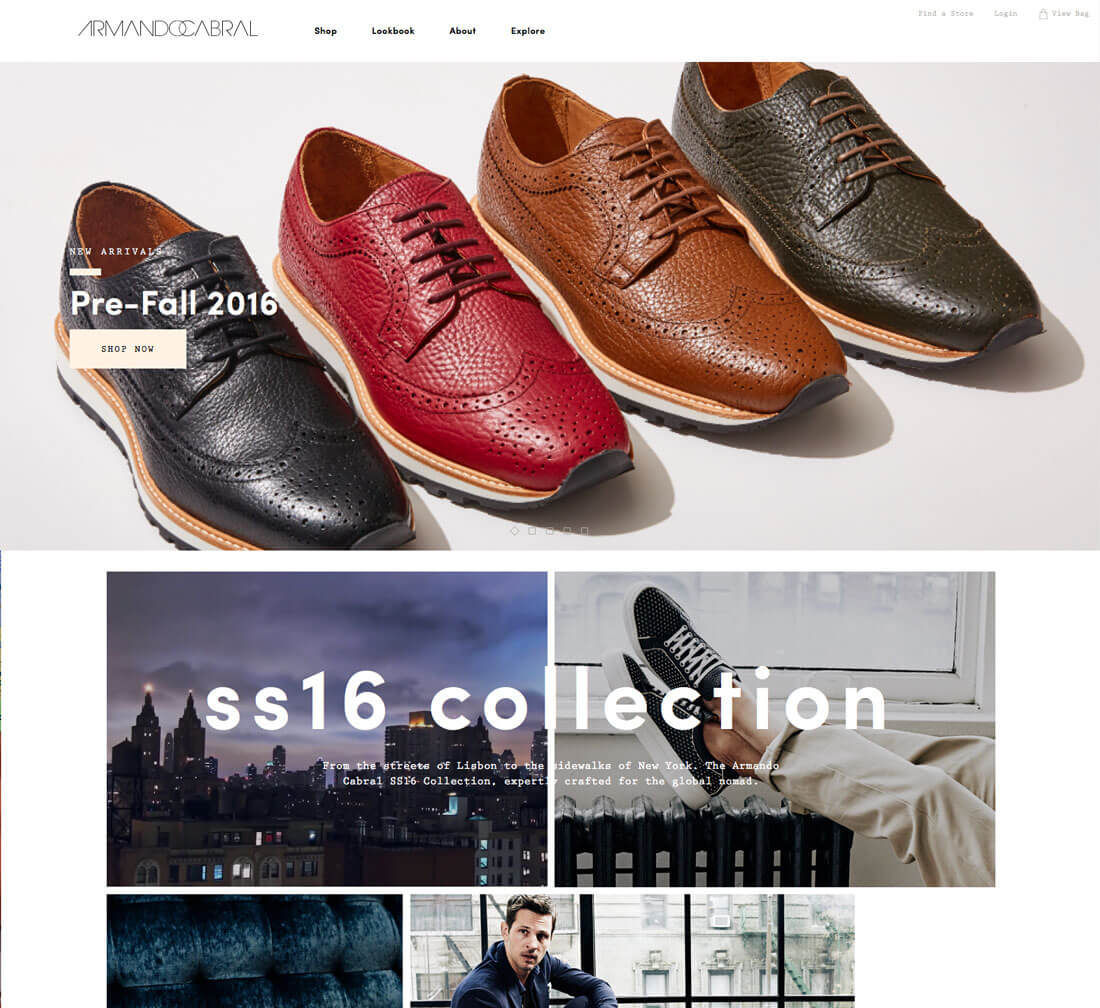 ARMANDOCABRAL
Shop
Lookbook
About
Explore
Find a Store
Login
View Bag
NEW ARRIVALS
Pre-Fall 2016
SHOP NOW
ss16 collection
From the streets of Lisbon to the sidewalks of New York. The Armando
Cabral SS16 Collection, expertly crafted for the global nomad.